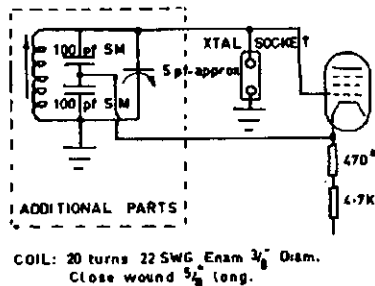 XTAL SOCKET
100 pf SM
5 pf-approx
100 pf SM
470
4·7K
ADDITIONAL PARTS
COIL: 20 turns 22 SWG Enam 3/8" Diam.
Close wound 5/8" long.